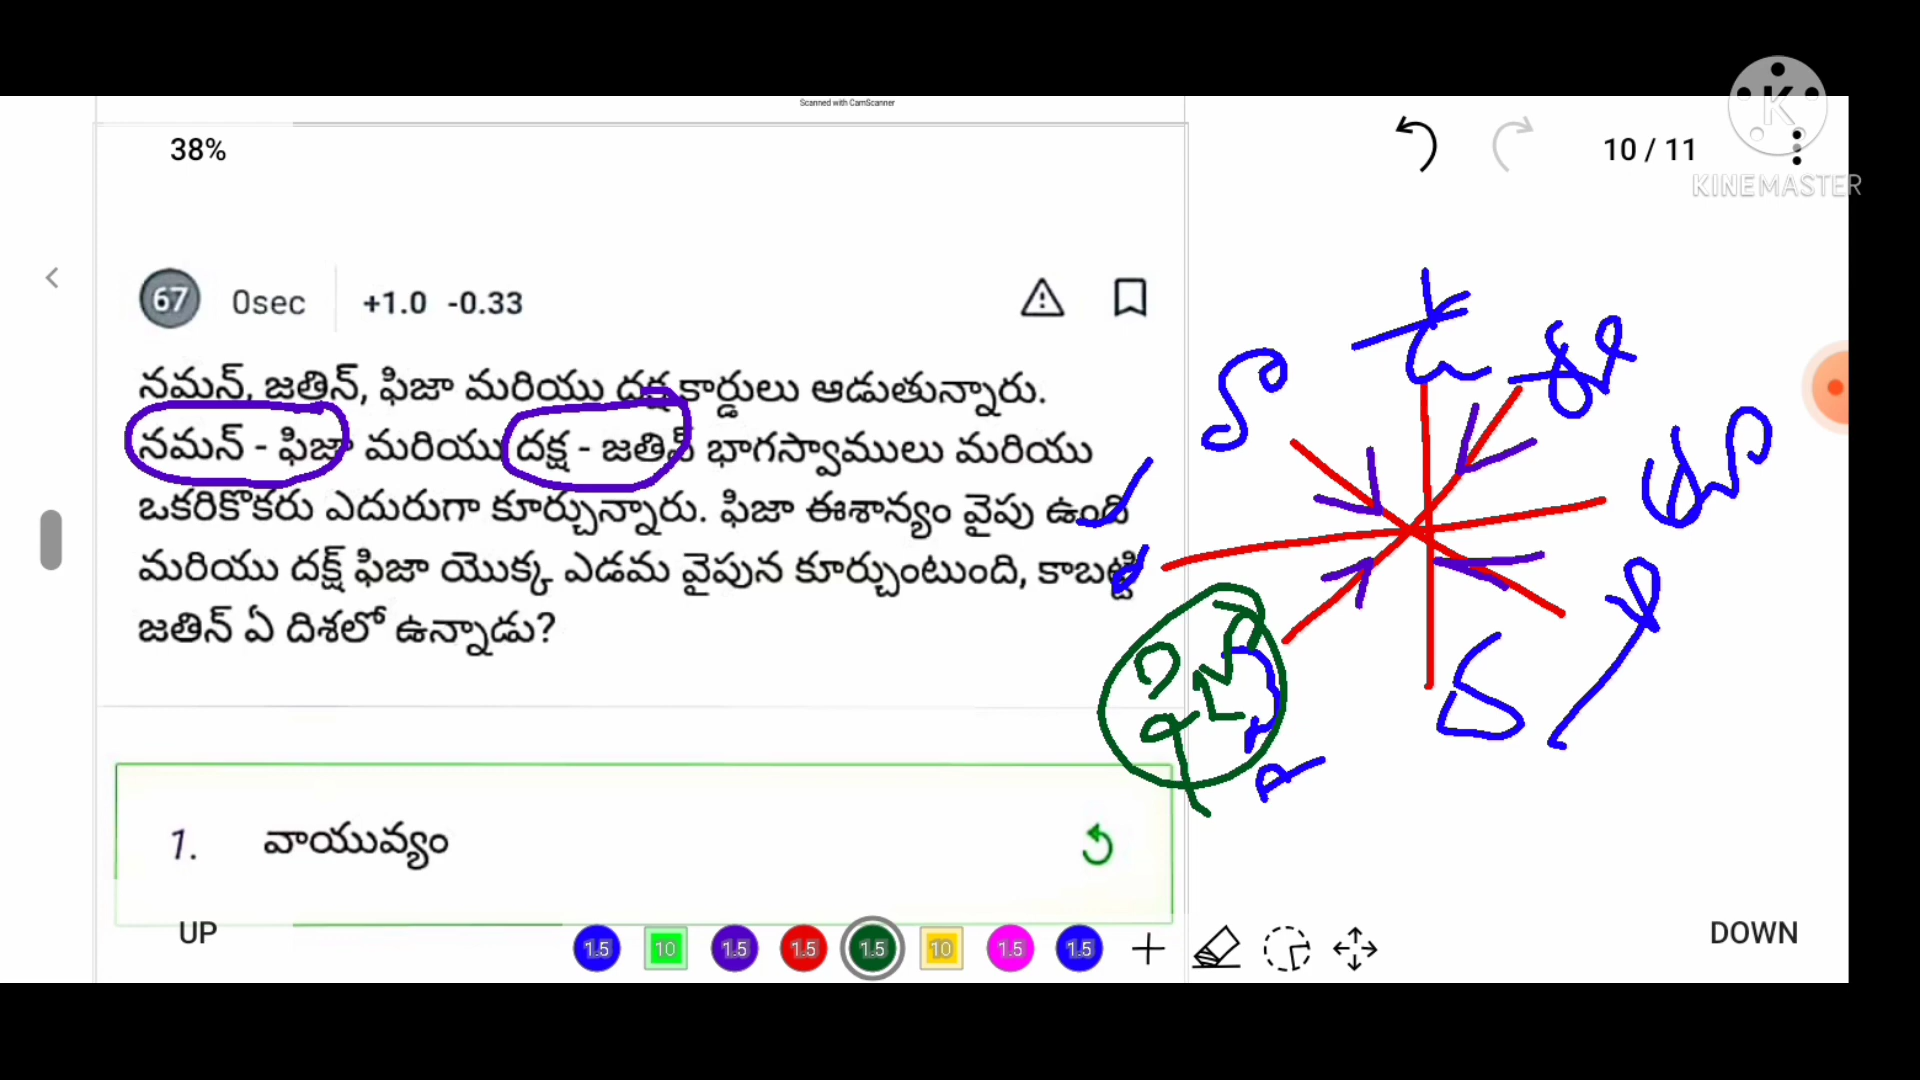 Scanned with CamScanner
38%
10 / 11
KINEMASTER
67 0sec +1.0 -0.33
నమన్, జతిన్, ఫిజా మరియు దక్ష కార్డులు ఆడుతున్నారు.
నమన్ - ఫిజా మరియు దక్ష - జతిన్ భాగస్వాములు మరియు
ఒకరికొకరు ఎదురుగా కూర్చున్నారు. ఫిజా ఈశాన్యం వైపు ఉంది
మరియు దక్ష్ ఫిజా యొక్క ఎడమ వైపున కూర్చుంటుంది, కాబట్టి
జతిన్ ఏ దిశలో ఉన్నాడు?
1. వాయువ్యం
UP
DOWN
1.5 10 1.5 1.5 1.5 10 1.5 1.5